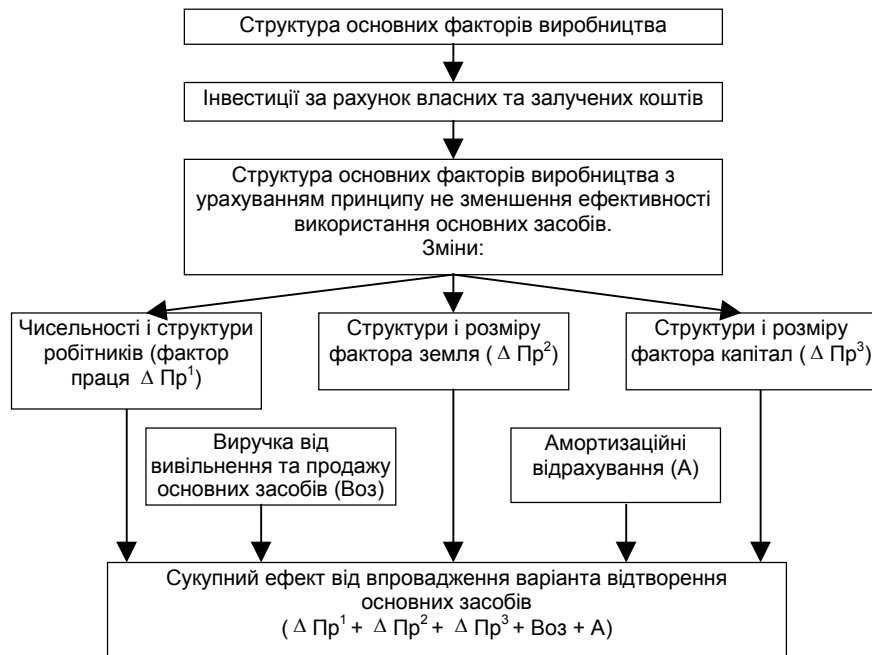 Структура основних факторів виробництва
Інвестиції за рахунок власних та залучених коштів
Структура основних факторів виробництва з
урахуванням принципу не зменшення ефективності
використання основних засобів.
Зміни:
Чисельності і структури
робітників (фактор
праця Δ Пр¹)
Структури і розміру
фактора земля ( Δ Пр²)
Структури і розміру
фактора капітал ( Δ Пр³)
Виручка від
вивільнення та продажу
основних засобів (Воз)
Амортизаційні
відрахування (А)
Сукупний ефект від впровадження варіанта відтворення
основних засобів
( Δ Пр¹ + Δ Пр² + Δ Пр³ + Воз + А)